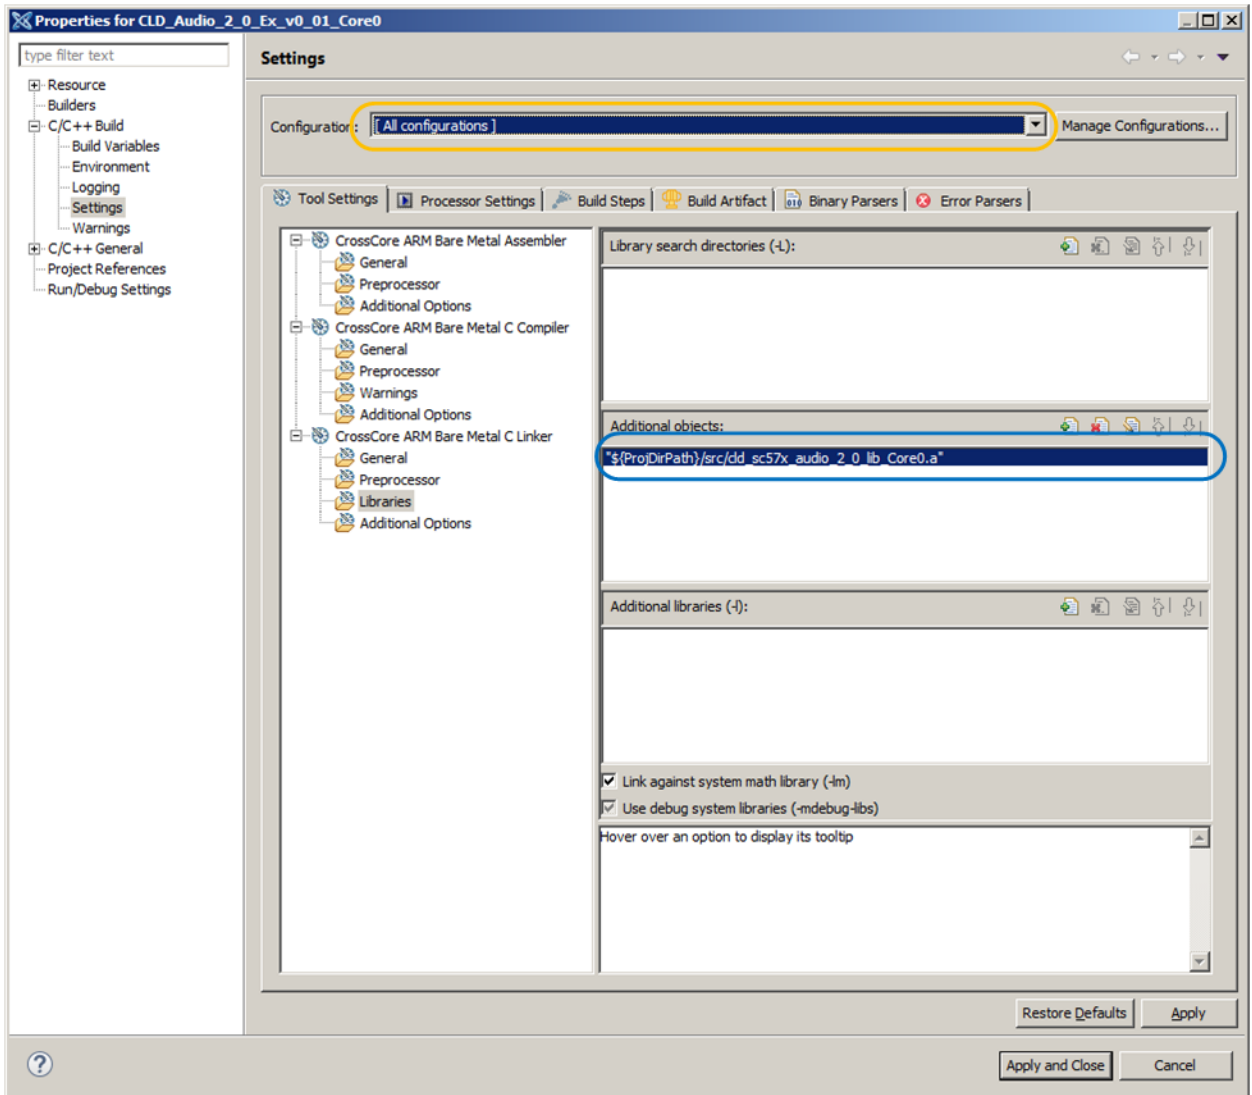 Properties for CLD_Audio_2_0_Ex_v0_01_Core0
type filter text
Resource
Builders
C/C++ Build
Build Variables
Environment
Logging
Settings
Warnings
C/C++ General
Project References
Run/Debug Settings
Settings
Configuration: [ All configurations ] Manage Configurations...
Tool Settings Processor Settings Build Steps Build Artifact Binary Parsers Error Parsers
CrossCore ARM Bare Metal Assembler
General
Preprocessor
Additional Options
CrossCore ARM Bare Metal C Compiler
General
Preprocessor
Warnings
Additional Options
CrossCore ARM Bare Metal C Linker
General
Preprocessor
Libraries
Additional Options
Library search directories (-L):
Additional objects:
"${ProjDirPath}/src/cld_sc57x_audio_2_0_lib_Core0.a"
Additional libraries (-l):
Link against system math library (-lm)
Use debug system libraries (-mdebug-libs)
Hover over an option to display its tooltip
Restore Defaults Apply
? Apply and Close Cancel